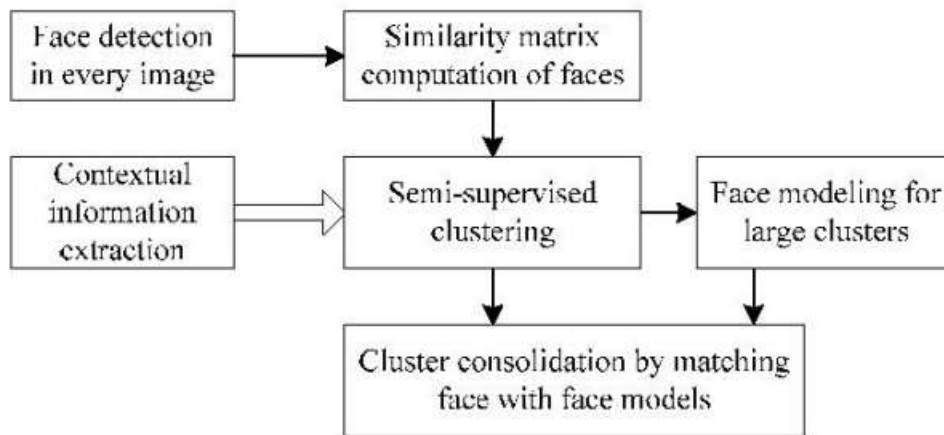 Face detection
in every image
Similarity matrix
computation of faces
Contextual
information
extraction
Semi-supervised
clustering
Face modeling for
large clusters
Cluster consolidation by matching
face with face models